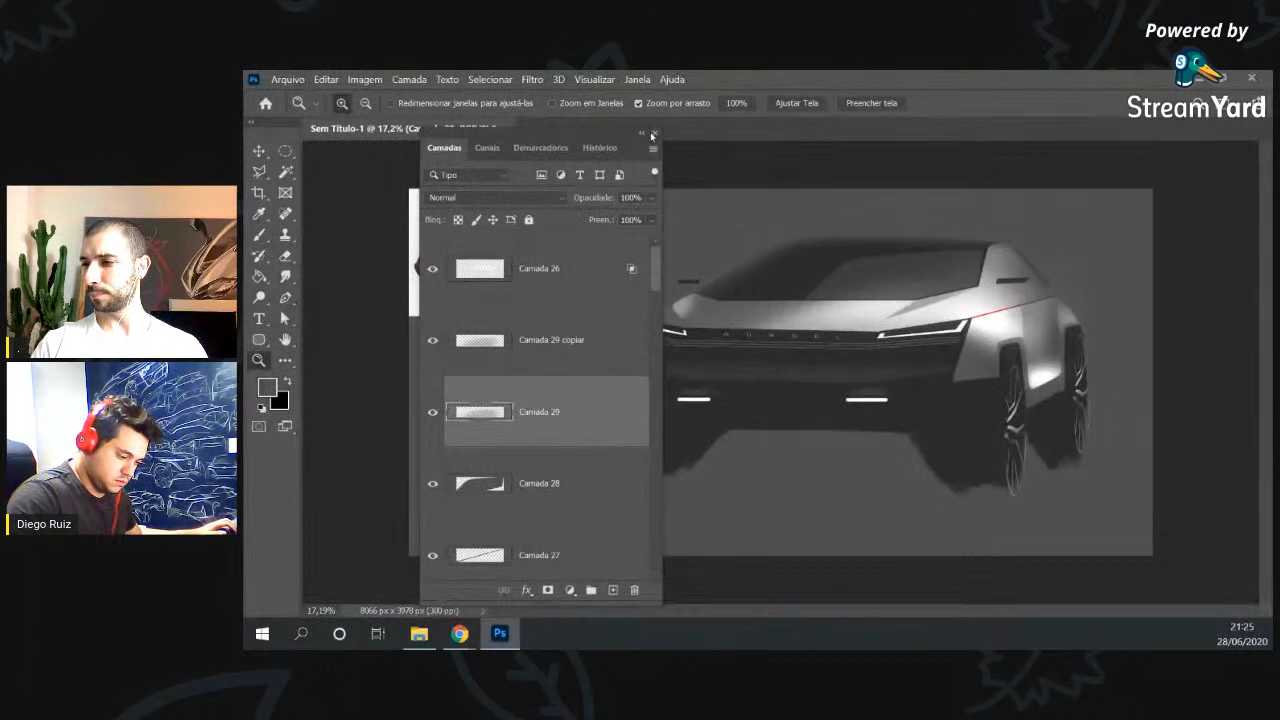 Powered by
StreamYard
Ps Arquivo Editar Imagem Camada Texto Selecionar Filtro 3D Visualizar Janela Ajuda
Redimensionar janelas para ajustá-las Zoom em Janelas Zoom por arrasto 100% Ajustar Tela Preencher tela
Sem Título-1 @ 17,2%
Camadas Canais Demarcadores Histórico
Tipo
Normal Opacidade: 100%
Bloq.: Preen.: 100%
Camada 26
Camada 29 copiar
Camada 29
Camada 28
Camada 27
fx
17,19% 8066 px x 3978 px (300 ppi)
Diego Ruiz
Ps
21:25
28/06/2020